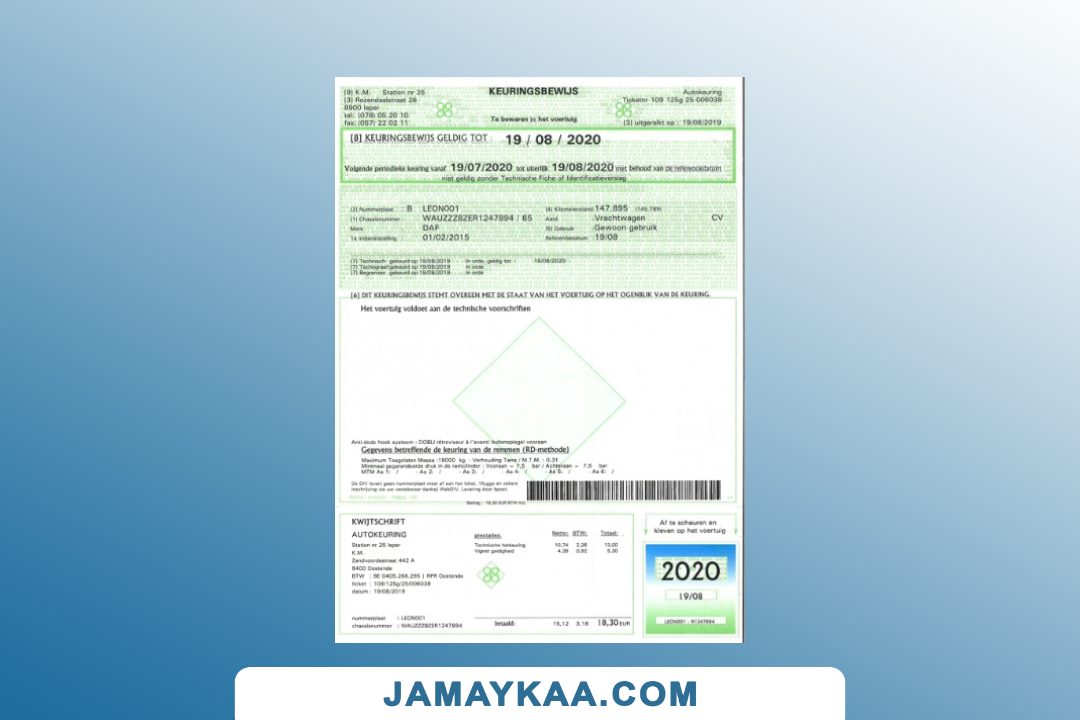 [9] K.M. Station nr 25
[3] Rozendaalstraat 28
8900 Ieper
tel: (078) 05 20 10
fax: (057) 22 02 11
KEURINGSBEWIJS
Te bewaren in het voertuig
Autokeuring
Ticketnr 109 125g 25 006038
[3] uitgereikt op : 19/08/2019
[8] KEURINGSBEWIJS GELDIG TOT : 19 / 08 / 2020
Volgende periodieke keuring vanaf 19/07/2020 tot uiterlijk 19/08/2020 met behoud van de referentiedatum
niet geldig zonder Technische Fiche of Identificatieverslag
[2] Nummerplaat : B LEON001
[4] Kilometerstand 147.895
[1] Chassisnummer : WAUZZZ8ZER1247894 / 65
Aard: Vrachtwagen CV
Merk : DAF
[5] Gebruik Gewoon gebruik
1e indienststelling : 01/02/2015
Referentiedatum : 19/08
[7] Technisch gekeurd op 19/08/2019 in orde, geldig tot : 19/08/2020
[7] Tachograaf gekeurd op 19/08/2019 in orde
[7] Begrenzer gekeurd op 19/08/2019 in orde
[6] DIT KEURINGSBEWIJS STEMT OVEREEN MET DE STAAT VAN HET VOERTUIG OP HET OGENBLIK VAN DE KEURING.
Het voertuig voldoet aan de technische voorschriften
Anti-dode hoek systeem : DOBLI rétroviseur à l'avant/ buitenspiegel vooraan
Gegevens betreffende de keuring van de remmen (RD-methode)
Maximum Toegelaten Massa :19000 kg. - Verhouding Tarra / M.T.M. : 0,31
Minimaal gegarandeerde druk in de remcilinder : Vooraan = 7,5 bar / Achteraan = 7,5 bar
MTM As 1: / - As 2: / - As 3: / - As 4: / - As 5: / - As 6: /
De DIV levert geen nummerplaat meer af aan het loket. Vlugge en zekere
inschrijving via uw verzekeraar dankzij WebDIV. Levering door bpost.
Bedrag : 18,30 EUR BTW incl.
KWIJTSCHRIFT
AUTOKEURING
Station nr 25 Ieper
K.M.
Zandvoordestraat 442 A
8400 Oostende
BTW : BE 0405.266.295 | RPR Oostende
ticket : 109/125g/25/006038
datum : 19/08/2019
prestaties: Netto: BTW: Totaal:
Technische herkeuring 10,74 2,26 13,00
Vignet geldigheid 4,38 0,92 5,30
nummerplaat : LEON001
chassisnummer : WAUZZZ8ZER1247894
betaald: 15,12 3,18 18,30 EUR
Af te scheuren en
kleven op het voertuig
2020
19/08
LEON001 - R1247894
JAMAYKAA.COM